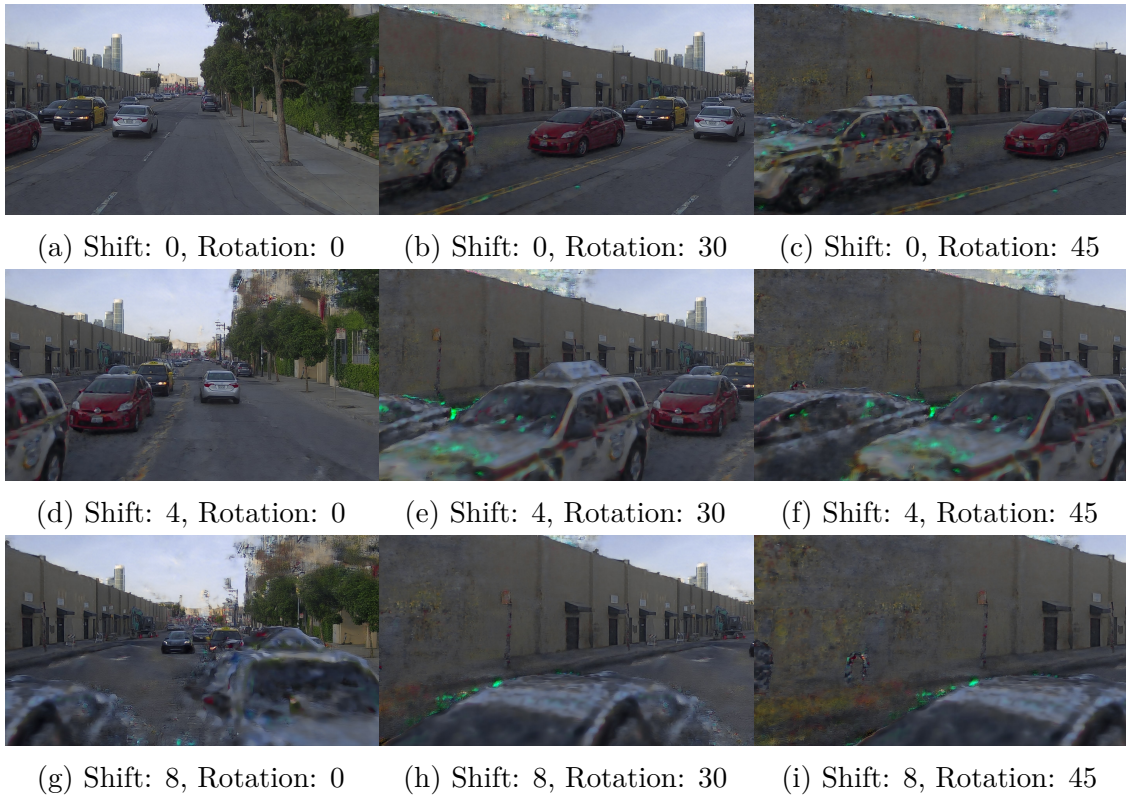 (a) Shift: 0, Rotation: 0
(b) Shift: 0, Rotation: 30
(c) Shift: 0, Rotation: 45
(d) Shift: 4, Rotation: 0
(e) Shift: 4, Rotation: 30
(f) Shift: 4, Rotation: 45
(g) Shift: 8, Rotation: 0
(h) Shift: 8, Rotation: 30
(i) Shift: 8, Rotation: 45